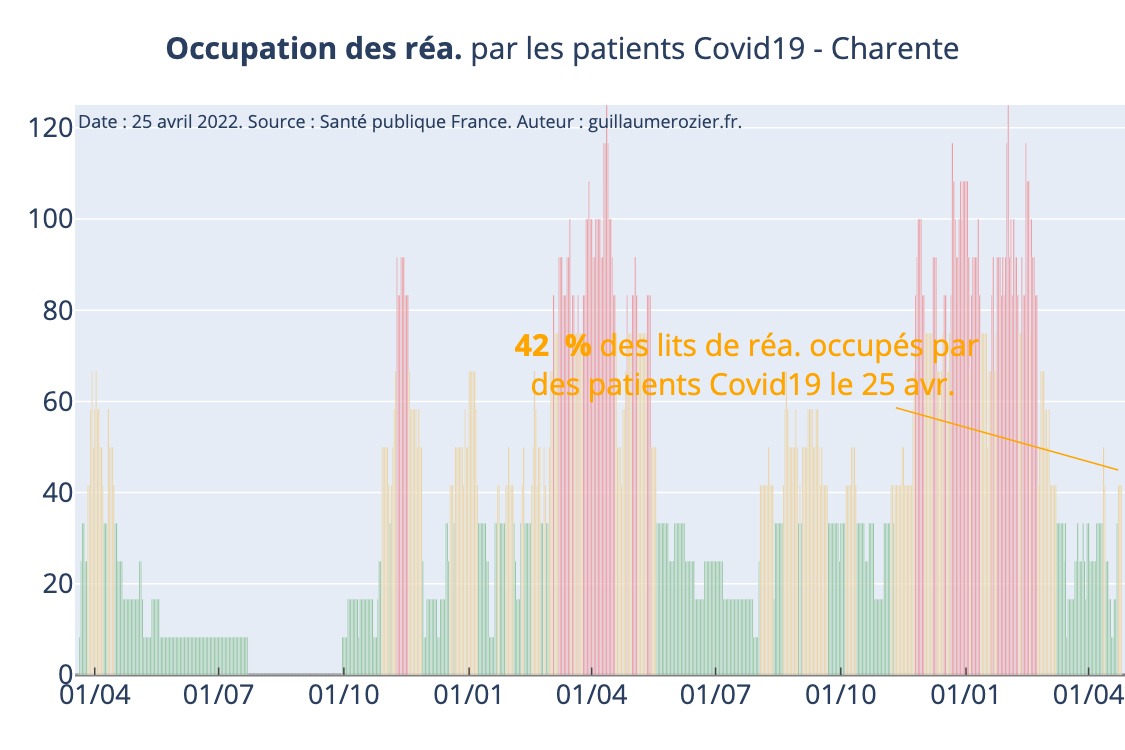 Occupation des réa. par les patients Covid19 - Charente
Date : 25 avril 2022. Source : Santé publique France. Auteur : guillaumerozier.fr.
120
100
80
60
40
20
0
42 % des lits de réa. occupés par
des patients Covid19 le 25 avr.
01/04 01/07 01/10 01/01 01/04 01/07 01/10 01/01 01/04